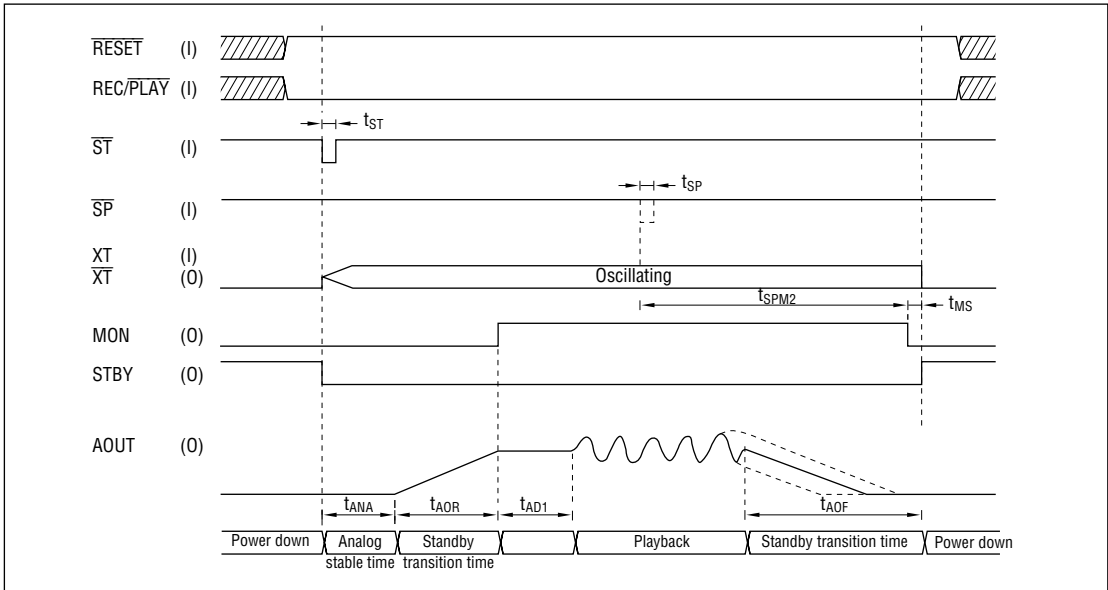 RESET (I)
REC/PLAY (I)
tST
ST (I)
tSP
SP (I)
XT (I)
XT (O)
Oscillating
tSPM2
tMS
MON (O)
STBY (O)
AOUT (O)
tANA tAOR tAD1 tAOF
Power down Analog Standby Playback Standby transition time Power down
stable time transition time